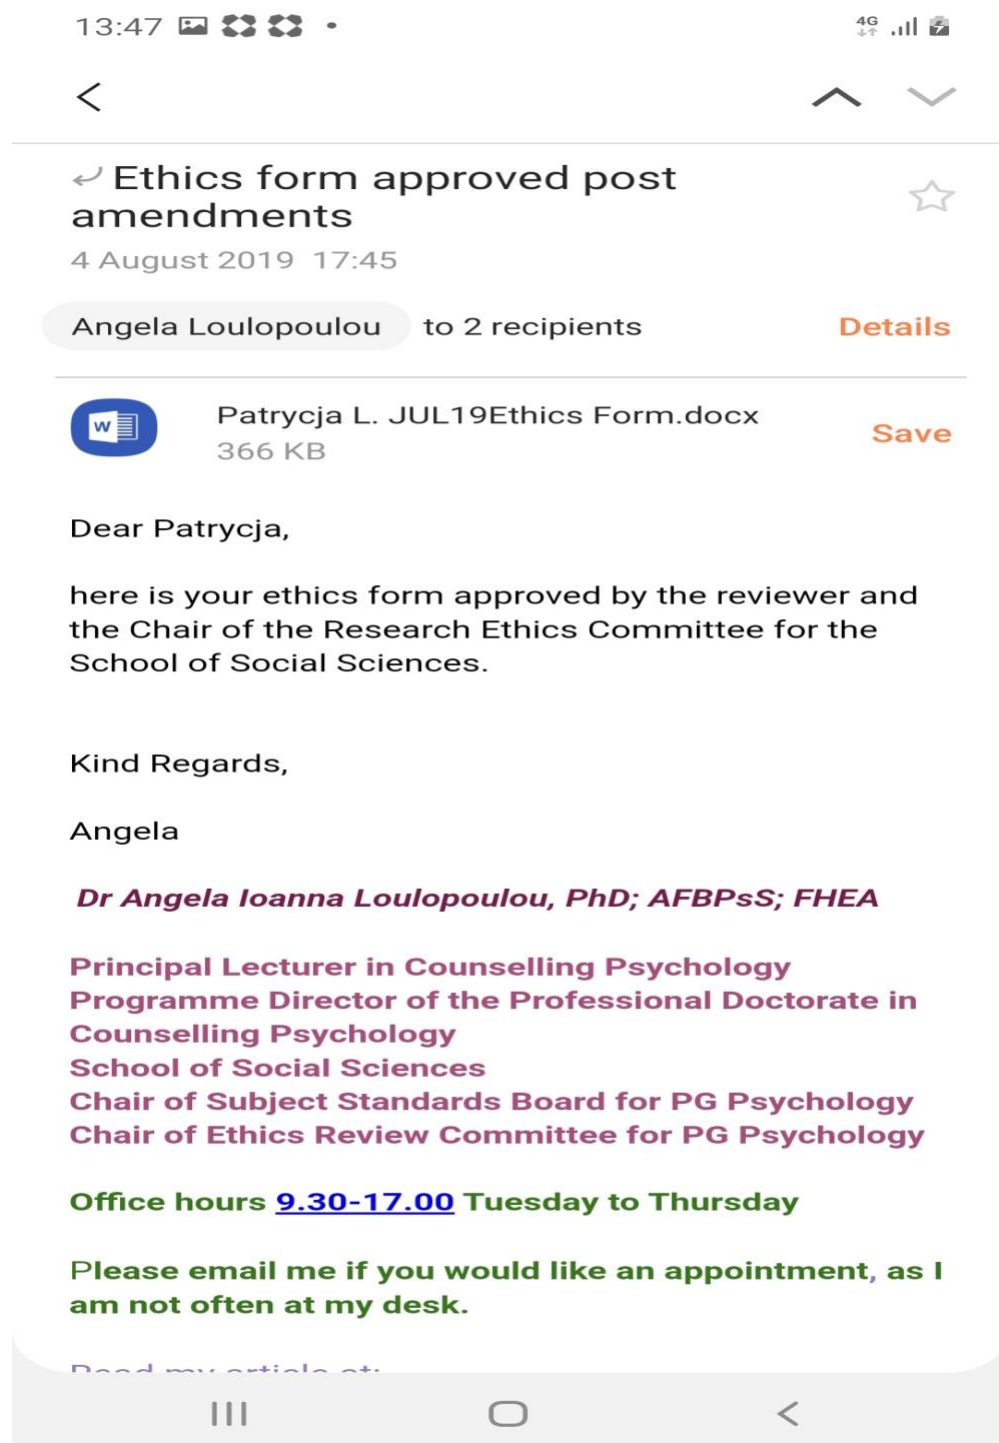 13:47
4G
Ethics form approved post
amendments
4 August 2019 17:45
Angela Loulopoulou to 2 recipients Details
W
Patrycja L. JUL19Ethics Form.docx
366 KB
Save
Dear Patrycja,
here is your ethics form approved by the reviewer and
the Chair of the Research Ethics Committee for the
School of Social Sciences.
Kind Regards,
Angela
Dr Angela Ioanna Loulopoulou, PhD; AFBPsS; FHEA
Principal Lecturer in Counselling Psychology
Programme Director of the Professional Doctorate in
Counselling Psychology
School of Social Sciences
Chair of Subject Standards Board for PG Psychology
Chair of Ethics Review Committee for PG Psychology
Office hours 9.30-17.00 Tuesday to Thursday
Please email me if you would like an appointment, as I
am not often at my desk.
Read my article at: